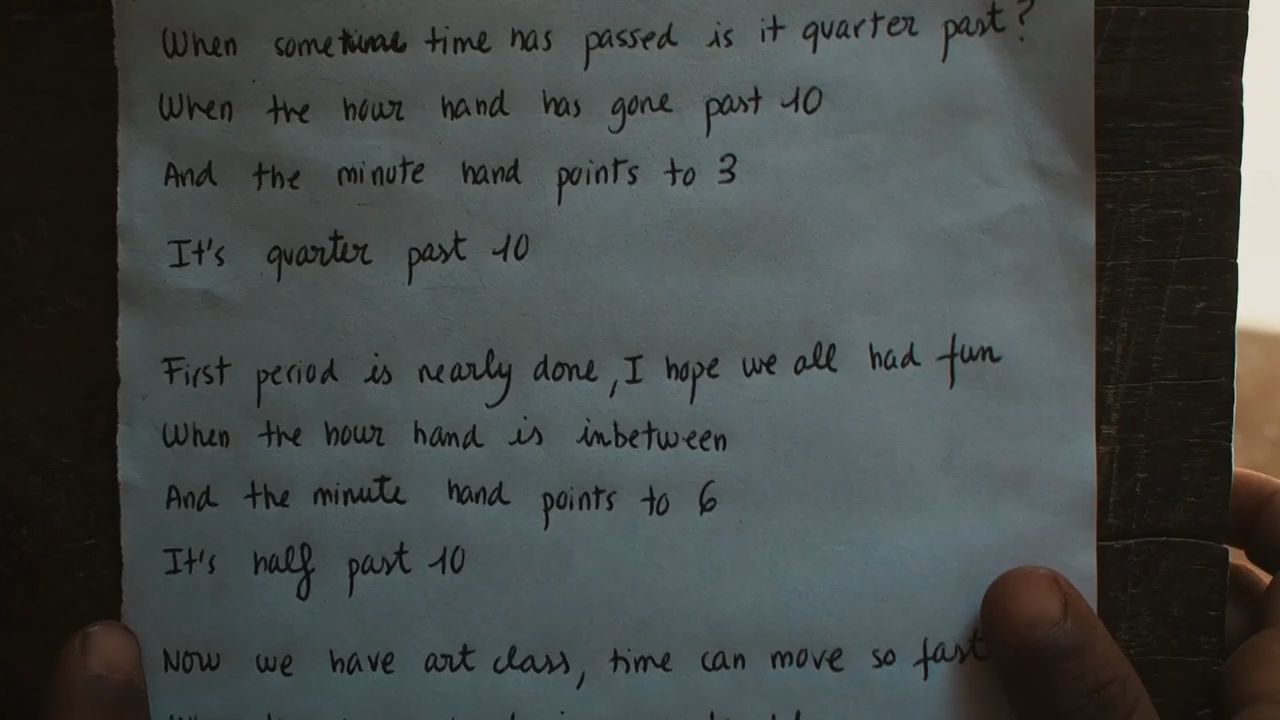 When some time has passed is it quarter past?
When the hour hand has gone past 10
And the minute hand points to 3
It's quarter past 10
First period is nearly done, I hope we all had fun
When the hour hand is inbetween
And the minute hand points to 6
It's half past 10
Now we have art class, time can move so fast